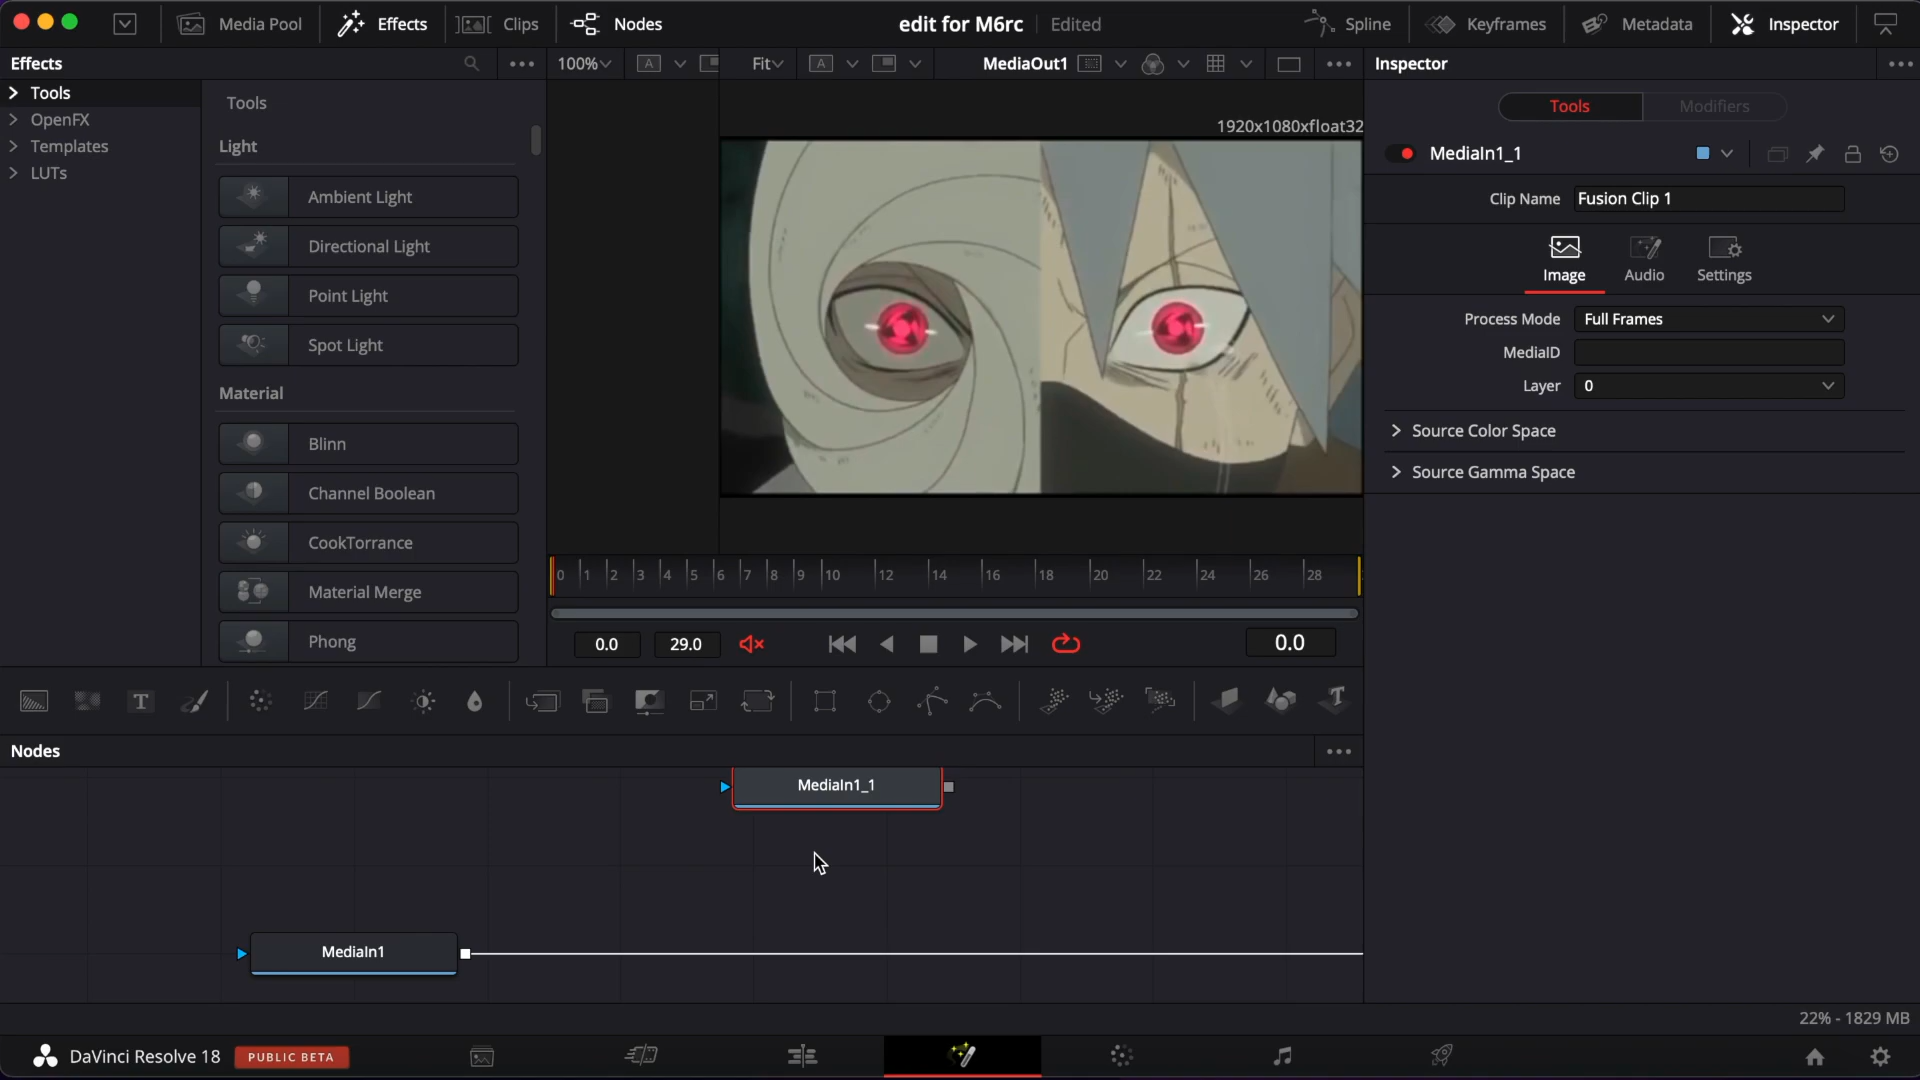 Media Pool
Effects
Clips
Nodes
edit for M6rc
Edited
Spline
Keyframes
Metadata
Inspector
Effects
100%
A
Fit
A
MediaOut1
Inspector
Tools
OpenFX
Templates
LUTs
Tools
Light
Ambient Light
Directional Light
Point Light
Spot Light
Material
Blinn
Channel Boolean
CookTorrance
Material Merge
Phong
1920x1080xfloat32
Tools
Modifiers
MediaIn1_1
Clip Name
Fusion Clip 1
Image
Audio
Settings
Process Mode
Full Frames
MediaID
Layer
0
Source Color Space
Source Gamma Space
0 1 2 3 4 5 6 7 8 9 10 12 14 16 18 20 22 24 26 28
0.0
29.0
0.0
T
T
Nodes
MediaIn1_1
MediaIn1
22% - 1829 MB
DaVinci Resolve 18
PUBLIC BETA